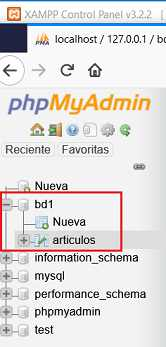 XAMPP Control Panel v3.2.2
localhost / 127.0.0.1 / bd
phpMyAdmin
Reciente Favoritas
Nueva
bd1
Nueva
articulos
information_schema
mysql
performance_schema
phpmyadmin
test